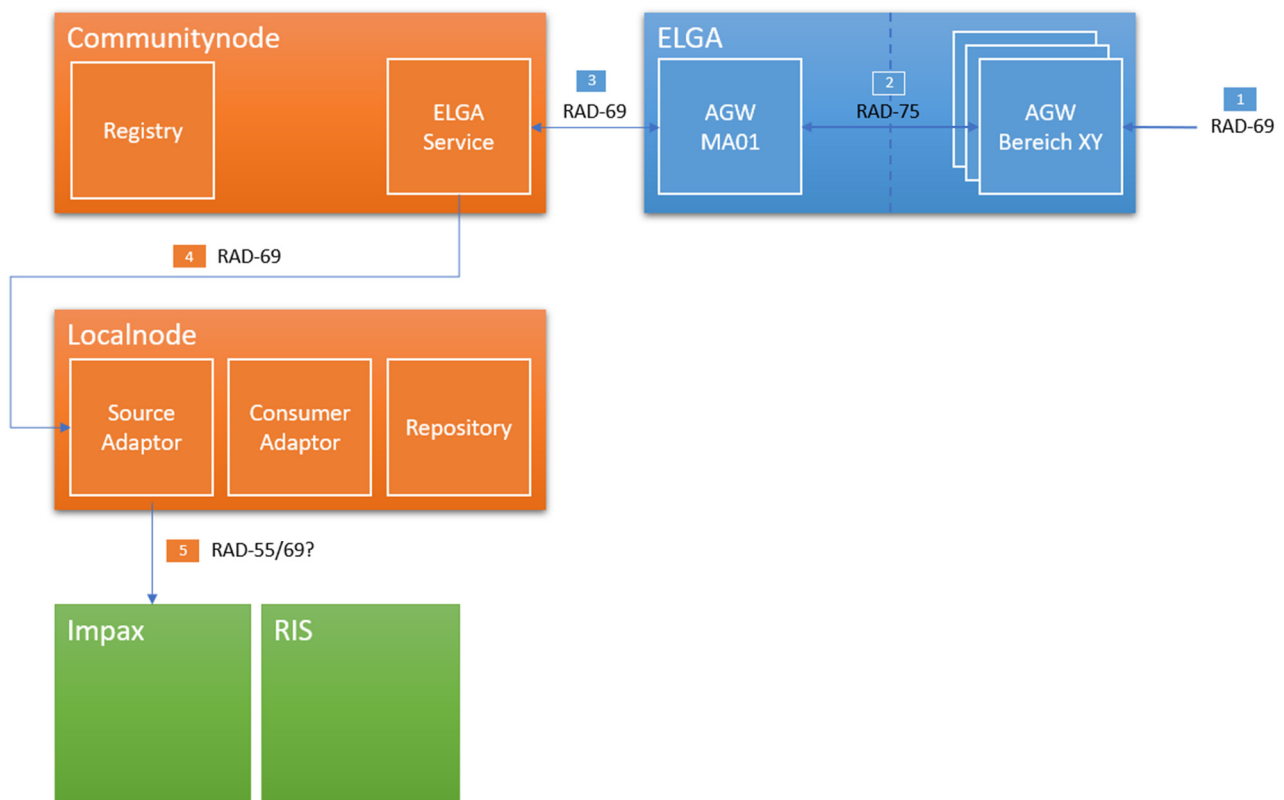 Communitynode
Registry
ELGA
Service
3
RAD-69
ELGA
AGW
MA01
2
RAD-75
AGW
Bereich XY
1
RAD-69
4 RAD-69
Localnode
Source
Adaptor
Consumer
Adaptor
Repository
5 RAD-55/69?
Impax
RIS